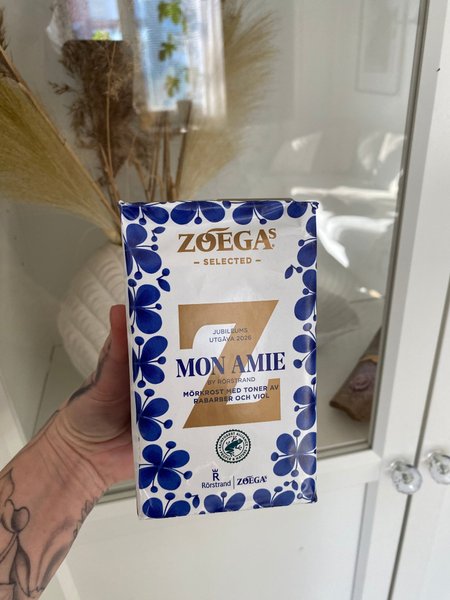 ZOÉGAS
– SELECTED –
JUBILEUMS
UTGÅVA 2026
MON AMIE
BY RÖRSTRAND
MÖRKROST MED TONER AV
RABARBER OCH VIOL
R
Rörstrand | ZOÉGAS